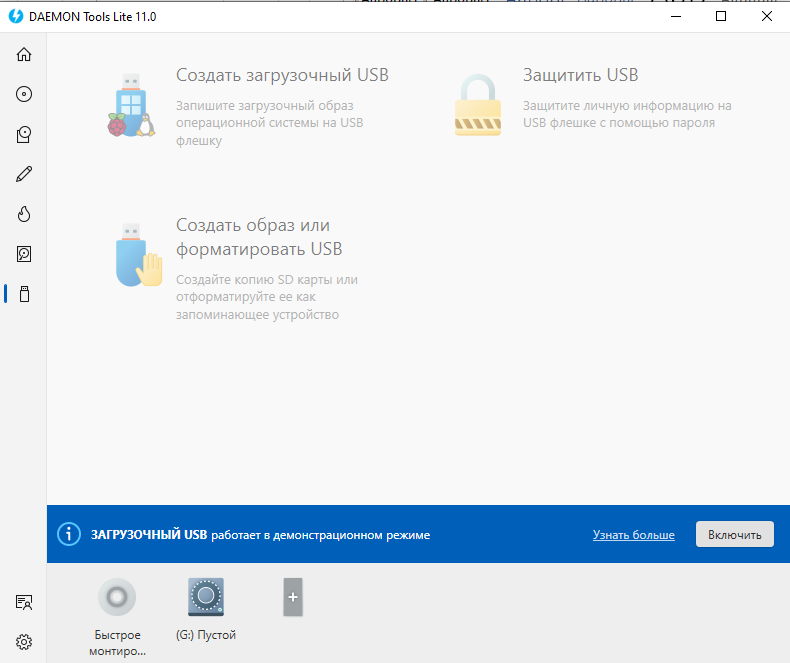 DAEMON Tools Lite 11.0
Создать загрузочный USB
Запишите загрузочный образ
операционной системы на USB
флешку
Защитить USB
Защитите личную информацию на
USB флешке с помощью пароля
Создать образ или
форматировать USB
Создайте копию SD карты или
отформатируйте ее как
запоминающее устройство
ЗАГРУЗОЧНЫЙ USB работает в демонстрационном режиме
Узнать больше
Включить
Быстрое
монтиро...
(G:) Пустой